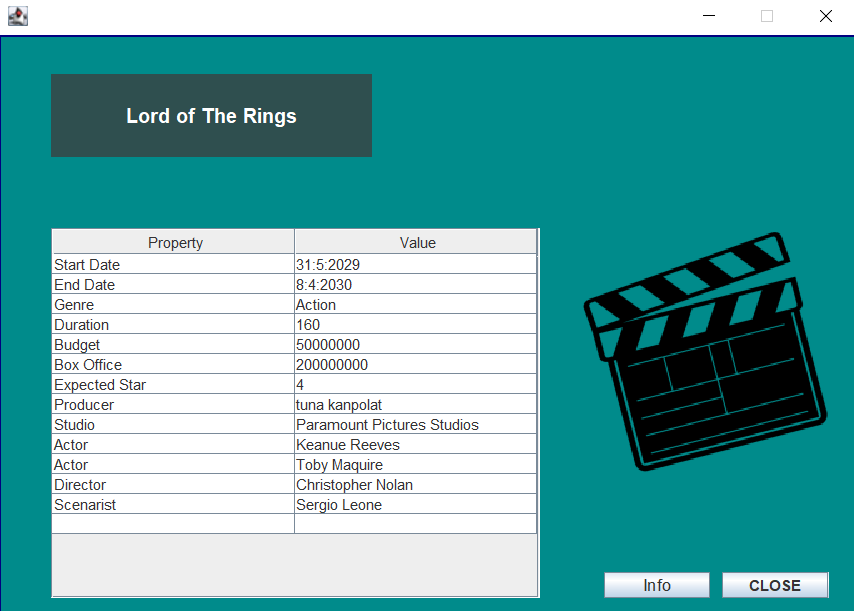 Lord of The Rings
Property Value
Start Date 31:5:2029
End Date 8:4:2030
Genre Action
Duration 160
Budget 50000000
Box Office 200000000
Expected Star 4
Producer tuna kanpolat
Studio Paramount Pictures Studios
Actor Keanue Reeves
Actor Toby Maquire
Director Christopher Nolan
Scenarist Sergio Leone
Info CLOSE